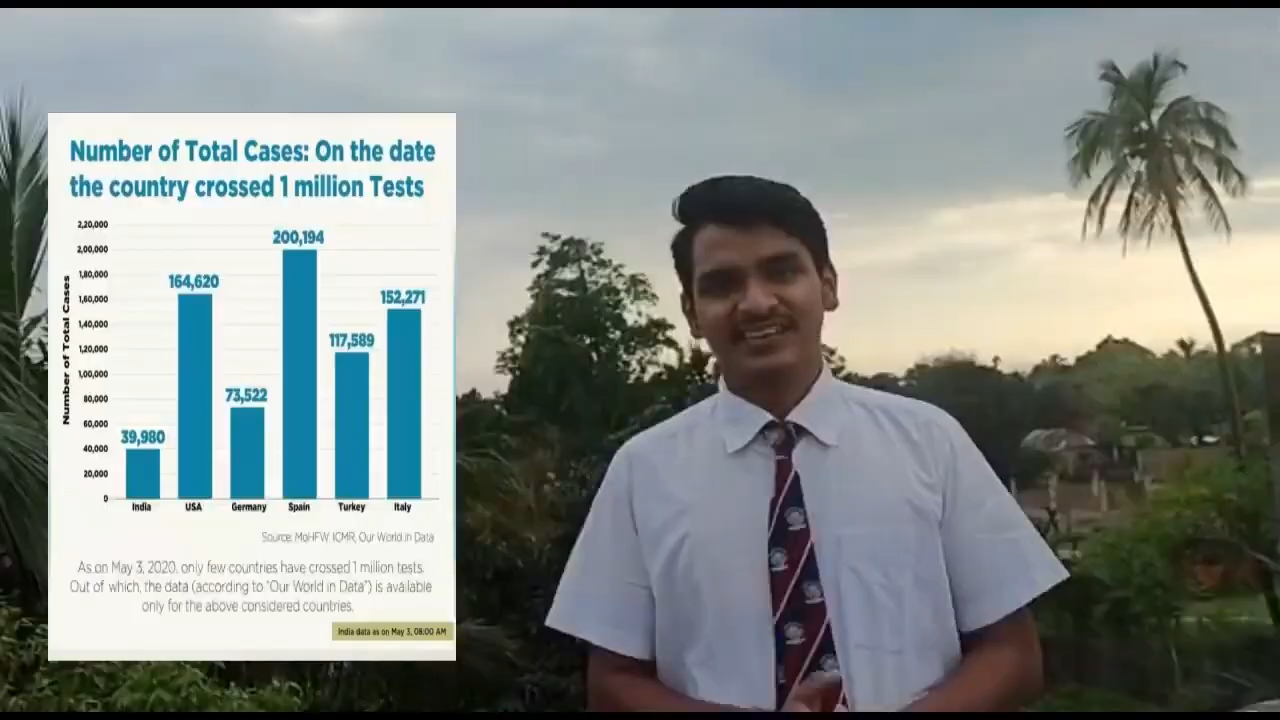 Number of Total Cases: On the date
the country crossed 1 million Tests
Number of Total Cases
2,20,000
2,00,000
1,80,000
1,60,000
1,40,000
1,20,000
1,00,000
80,000
60,000
40,000
20,000
0
39,980
164,620
73,522
200,194
117,589
152,271
India USA Germany Spain Turkey Italy
Source: MoHFW, ICMR, Our World in Data
As on May 3, 2020, only few countries have crossed 1 million tests.
Out of which, the data (according to "Our World in Data") is available
only for the above considered countries.
India data as on May 3, 08:00 AM